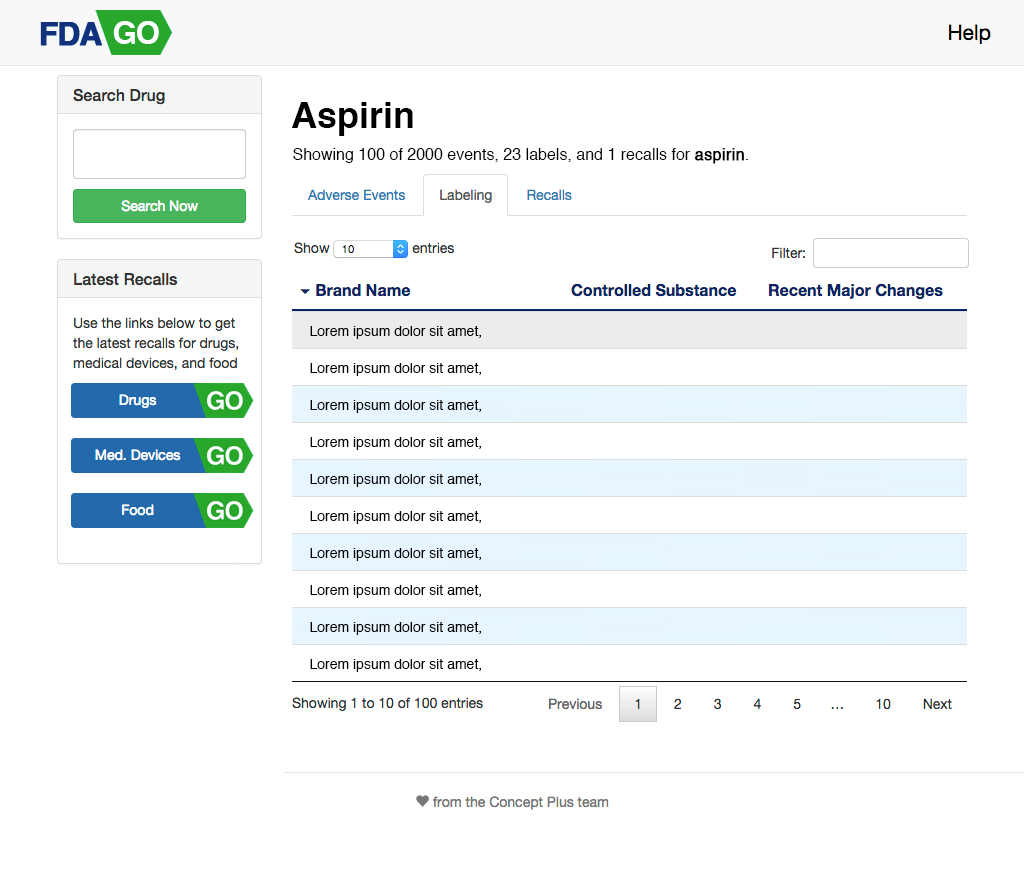 FDA GO
Help
Search Drug
Search Now
Latest Recalls
Use the links below to get
the latest recalls for drugs,
medical devices, and food
Drugs GO
Med. Devices GO
Food GO
Aspirin
Showing 100 of 2000 events, 23 labels, and 1 recalls for aspirin.
Adverse Events Labeling Recalls
Show 10 entries Filter:
Brand Name Controlled Substance Recent Major Changes
Lorem ipsum dolor sit amet,
Lorem ipsum dolor sit amet,
Lorem ipsum dolor sit amet,
Lorem ipsum dolor sit amet,
Lorem ipsum dolor sit amet,
Lorem ipsum dolor sit amet,
Lorem ipsum dolor sit amet,
Lorem ipsum dolor sit amet,
Lorem ipsum dolor sit amet,
Lorem ipsum dolor sit amet,
Showing 1 to 10 of 100 entries Previous 1 2 3 4 5 … 10 Next
♥ from the Concept Plus team